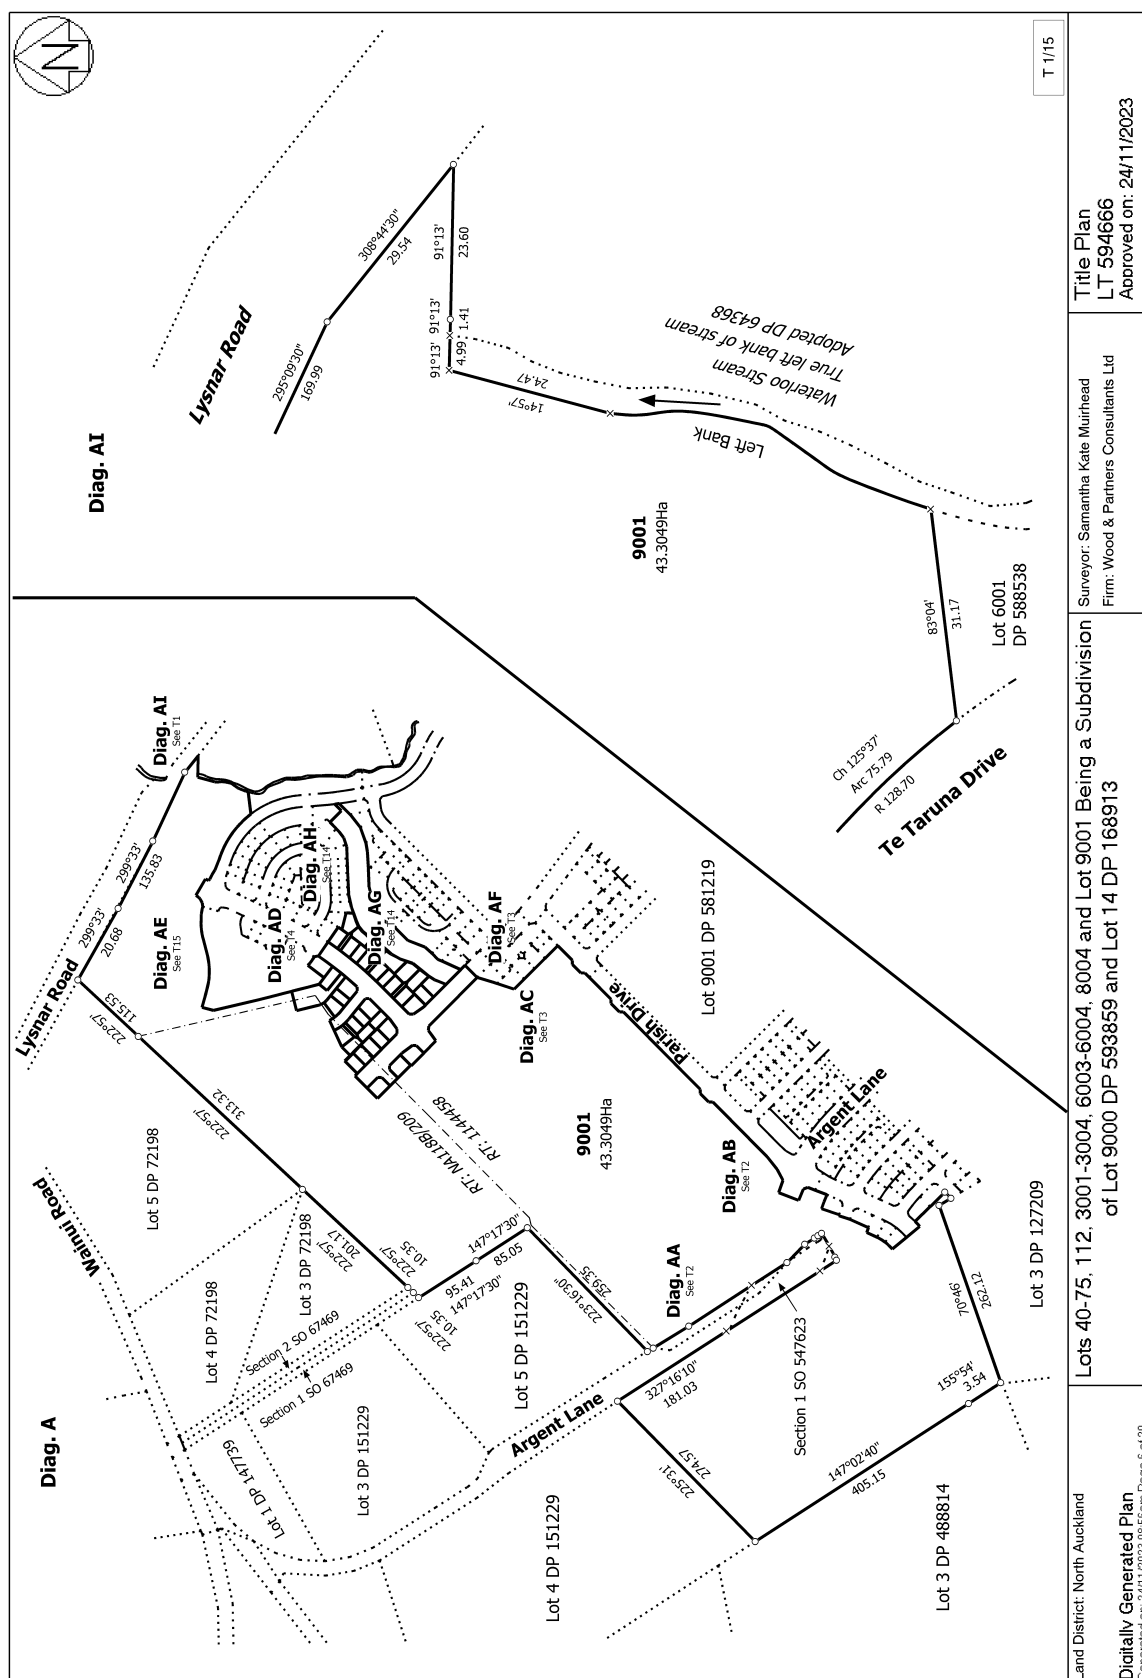 N
Diag. A
Wainui Road
Lysnar Road
299°33'
20.68
299°33'
135.83
Diag. AI
See T1
Diag. AE
See T15
222°57'
115.53
222°57'
313.32
Lot 5 DP 72198
Lot 4 DP 72198
Lot 3 DP 72198
222°57'
201.17
222°57'
10.35
Section 2 SO 67469
Section 1 SO 67469
Lot 1 DP 147739
Lot 3 DP 151229
95.41
147°17'30"
10.35
222°57'
147°17'30"
85.05
Lot 5 DP 151229
223°16'30"
259.35
RT: NA118B/209
RT: 1144458
Diag. AD
See T4
Diag. AH
See T14
Diag. AG
See T14
Diag. AF
See T3
Diag. AC
See T3
Parish Drive
9001
43.3049Ha
Lot 9001 DP 581219
Diag. AB
See T2
Argent Lane
Diag. AA
See T2
Argent Lane
327°16'10"
181.03
Section 1 SO 547623
225°31'
274.57
Lot 4 DP 151229
147°02'40"
405.15
155°54'
3.54
70°46'
262.12
Lot 3 DP 488814
Lot 3 DP 127209
Diag. AI
Lysnar Road
295°09'30"
169.99
308°44'30"
29.54
91°13'
4.99
91°13'
1.41
91°13'
23.60
14°57'
24.47
Waterloo Stream
True left bank of stream
Adopted DP 64368
Left Bank
9001
43.3049Ha
83°04'
31.17
Lot 6001
DP 588538
Ch 125°37'
Arc 75.79
R 128.70
Te Taruna Drive
T 1/15
Land District: North Auckland
Digitally Generated Plan
Lots 40-75, 112, 3001-3004, 6003-6004, 8004 and Lot 9001 Being a Subdivision
of Lot 9000 DP 593859 and Lot 14 DP 168913
Surveyor: Samantha Kate Muirhead
Firm: Wood & Partners Consultants Ltd
Title Plan
LT 594666
Approved on: 24/11/2023